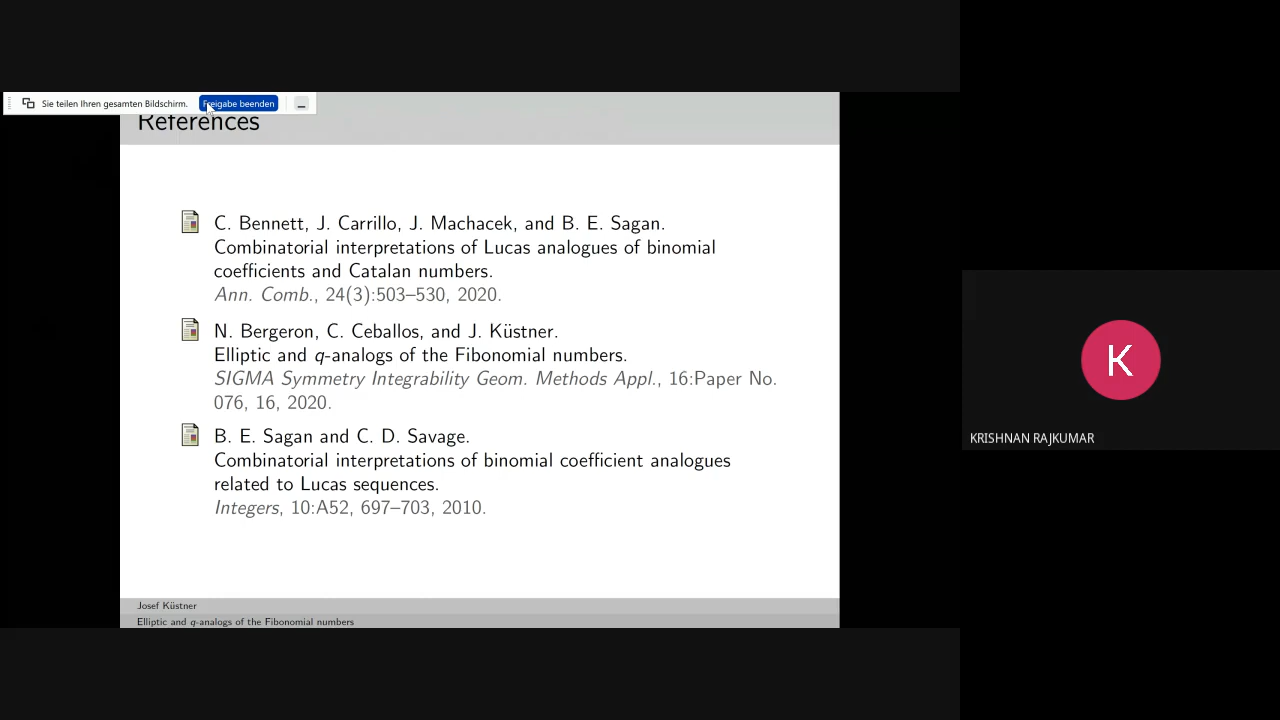 Sie teilen Ihren gesamten Bildschirm. Freigabe beenden
References
C. Bennett, J. Carrillo, J. Machacek, and B. E. Sagan.
Combinatorial interpretations of Lucas analogues of binomial
coefficients and Catalan numbers.
Ann. Comb., 24(3):503–530, 2020.
N. Bergeron, C. Ceballos, and J. Küstner.
Elliptic and q-analogs of the Fibonomial numbers.
SIGMA Symmetry Integrability Geom. Methods Appl., 16:Paper No.
076, 16, 2020.
B. E. Sagan and C. D. Savage.
Combinatorial interpretations of binomial coefficient analogues
related to Lucas sequences.
Integers, 10:A52, 697–703, 2010.
Josef Küstner
Elliptic and q-analogs of the Fibonomial numbers
K
KRISHNAN RAJKUMAR